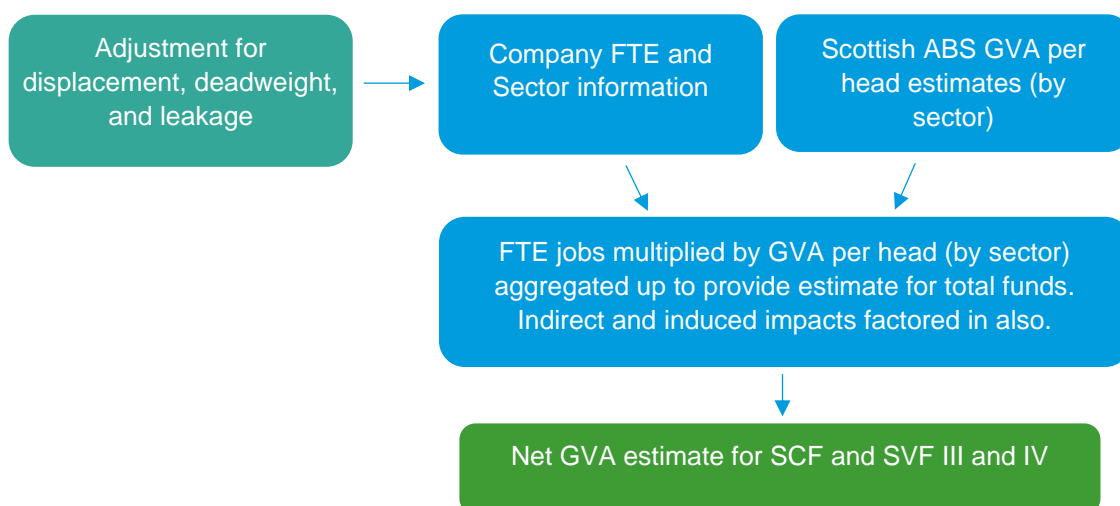 Adjustment for
displacement, deadweight,
and leakage
Company FTE and
Sector information
Scottish ABS GVA per
head estimates (by
sector)
FTE jobs multiplied by GVA per head (by sector)
aggregated up to provide estimate for total funds.
Indirect and induced impacts factored in also.
Net GVA estimate for SCF and SVF III and IV